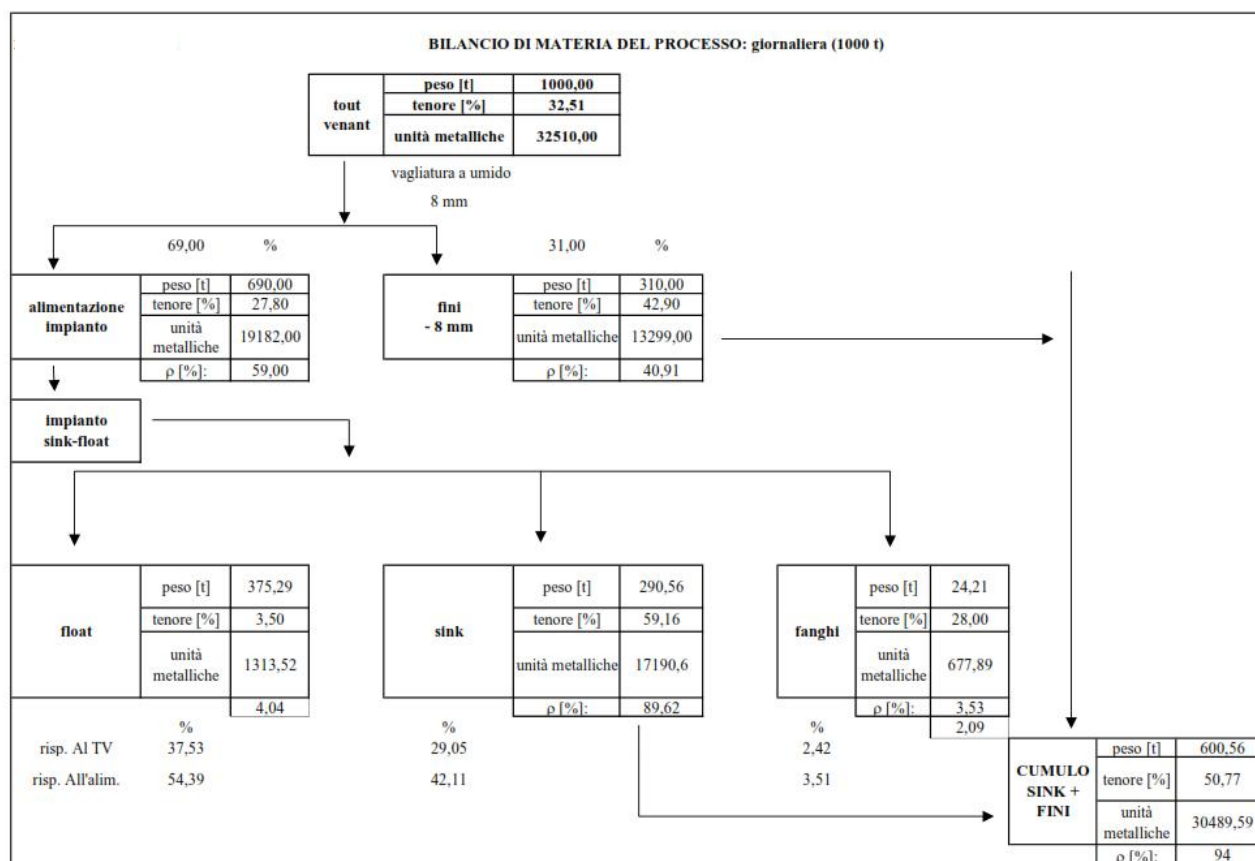 BILANCIO DI MATERIA DEL PROCESSO: giornaliera (1000 t)
tout venant
peso [t] 1000,00
tenore [%] 32,51
unità metalliche 32510,00
vagliatura a umido
8 mm
69,00 %
31,00 %
alimentazione impianto
peso [t] 690,00
tenore [%] 27,80
unità metalliche 19182,00
ρ [%]: 59,00
fini - 8 mm
peso [t] 310,00
tenore [%] 42,90
unità metalliche 13299,00
ρ [%]: 40,91
impianto sink-float
float
peso [t] 375,29
tenore [%] 3,50
unità metalliche 1313,52
4,04
sink
peso [t] 290,56
tenore [%] 59,16
unità metalliche 17190,6
ρ [%]: 89,62
fanghi
peso [t] 24,21
tenore [%] 28,00
unità metalliche 677,89
ρ [%]: 3,53
2,09
% % %
risp. Al TV 37,53 29,05 2,42
risp. All'alim. 54,39 42,11 3,51
CUMULO SINK + FINI
peso [t] 600,56
tenore [%] 50,77
unità metalliche 30489,59
ρ [%]: 94